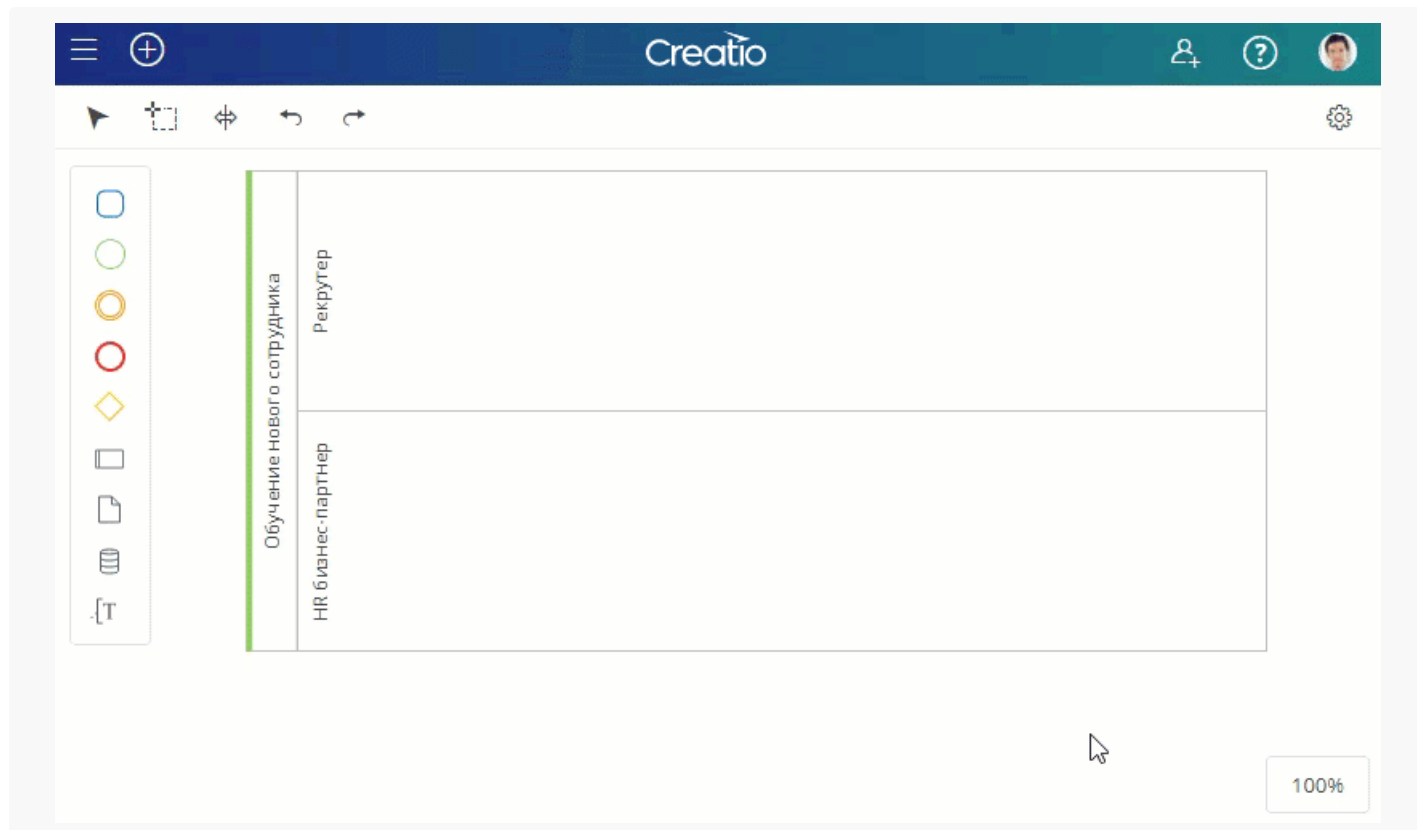 Creatio
Обучение нового сотрудника
Рекрутер
HR бизнес-партнер
T
100%